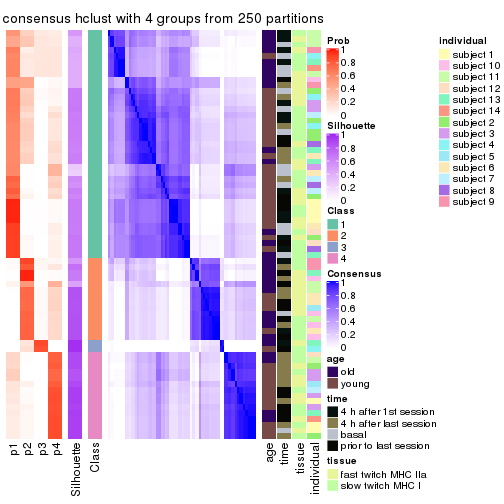 consensus hclust with 4 groups from 250 partitions
Prob
1
0.8
0.6
0.4
0.2
0
Silhouette
1
0.8
0.6
0.4
0.2
0
Class
1
2
3
4
Consensus
1
0.8
0.6
0.4
0.2
0
age
old
young
time
4 h after 1st session
4 h after last session
basal
prior to last session
tissue
fast twitch MHC IIa
slow twitch MHC I
individual
subject 1
subject 10
subject 11
subject 12
subject 13
subject 14
subject 2
subject 3
subject 4
subject 5
subject 6
subject 7
subject 8
subject 9
p1
p2
p3
p4
Silhouette
Class
age
time
tissue
individual